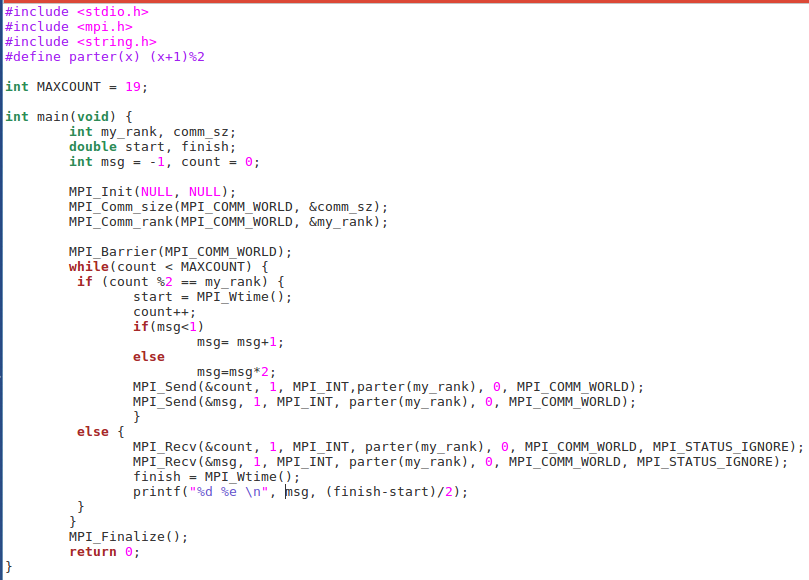 #include <stdio.h>
#include <mpi.h>
#include <string.h>
#define parter(x) (x+1)%2

int MAXCOUNT = 19;

int main(void) {
        int my_rank, comm_sz;
        double start, finish;
        int msg = -1, count = 0;

        MPI_Init(NULL, NULL);
        MPI_Comm_size(MPI_COMM_WORLD, &comm_sz);
        MPI_Comm_rank(MPI_COMM_WORLD, &my_rank);

        MPI_Barrier(MPI_COMM_WORLD);
        while(count < MAXCOUNT) {
         if (count %2 == my_rank) {
                start = MPI_Wtime();
                count++;
                if(msg<1)
                        msg= msg+1;
                else
                        msg=msg*2;
                MPI_Send(&count, 1, MPI_INT,parter(my_rank), 0, MPI_COMM_WORLD);
                MPI_Send(&msg, 1, MPI_INT, parter(my_rank), 0, MPI_COMM_WORLD);
                }
         else {
                MPI_Recv(&count, 1, MPI_INT, parter(my_rank), 0, MPI_COMM_WORLD, MPI_STATUS_IGNORE);
                MPI_Recv(&msg, 1, MPI_INT, parter(my_rank), 0, MPI_COMM_WORLD, MPI_STATUS_IGNORE);
                finish = MPI_Wtime();
                printf("%d %e \n", msg, (finish-start)/2);
         }
        }
        MPI_Finalize();
        return 0;
}